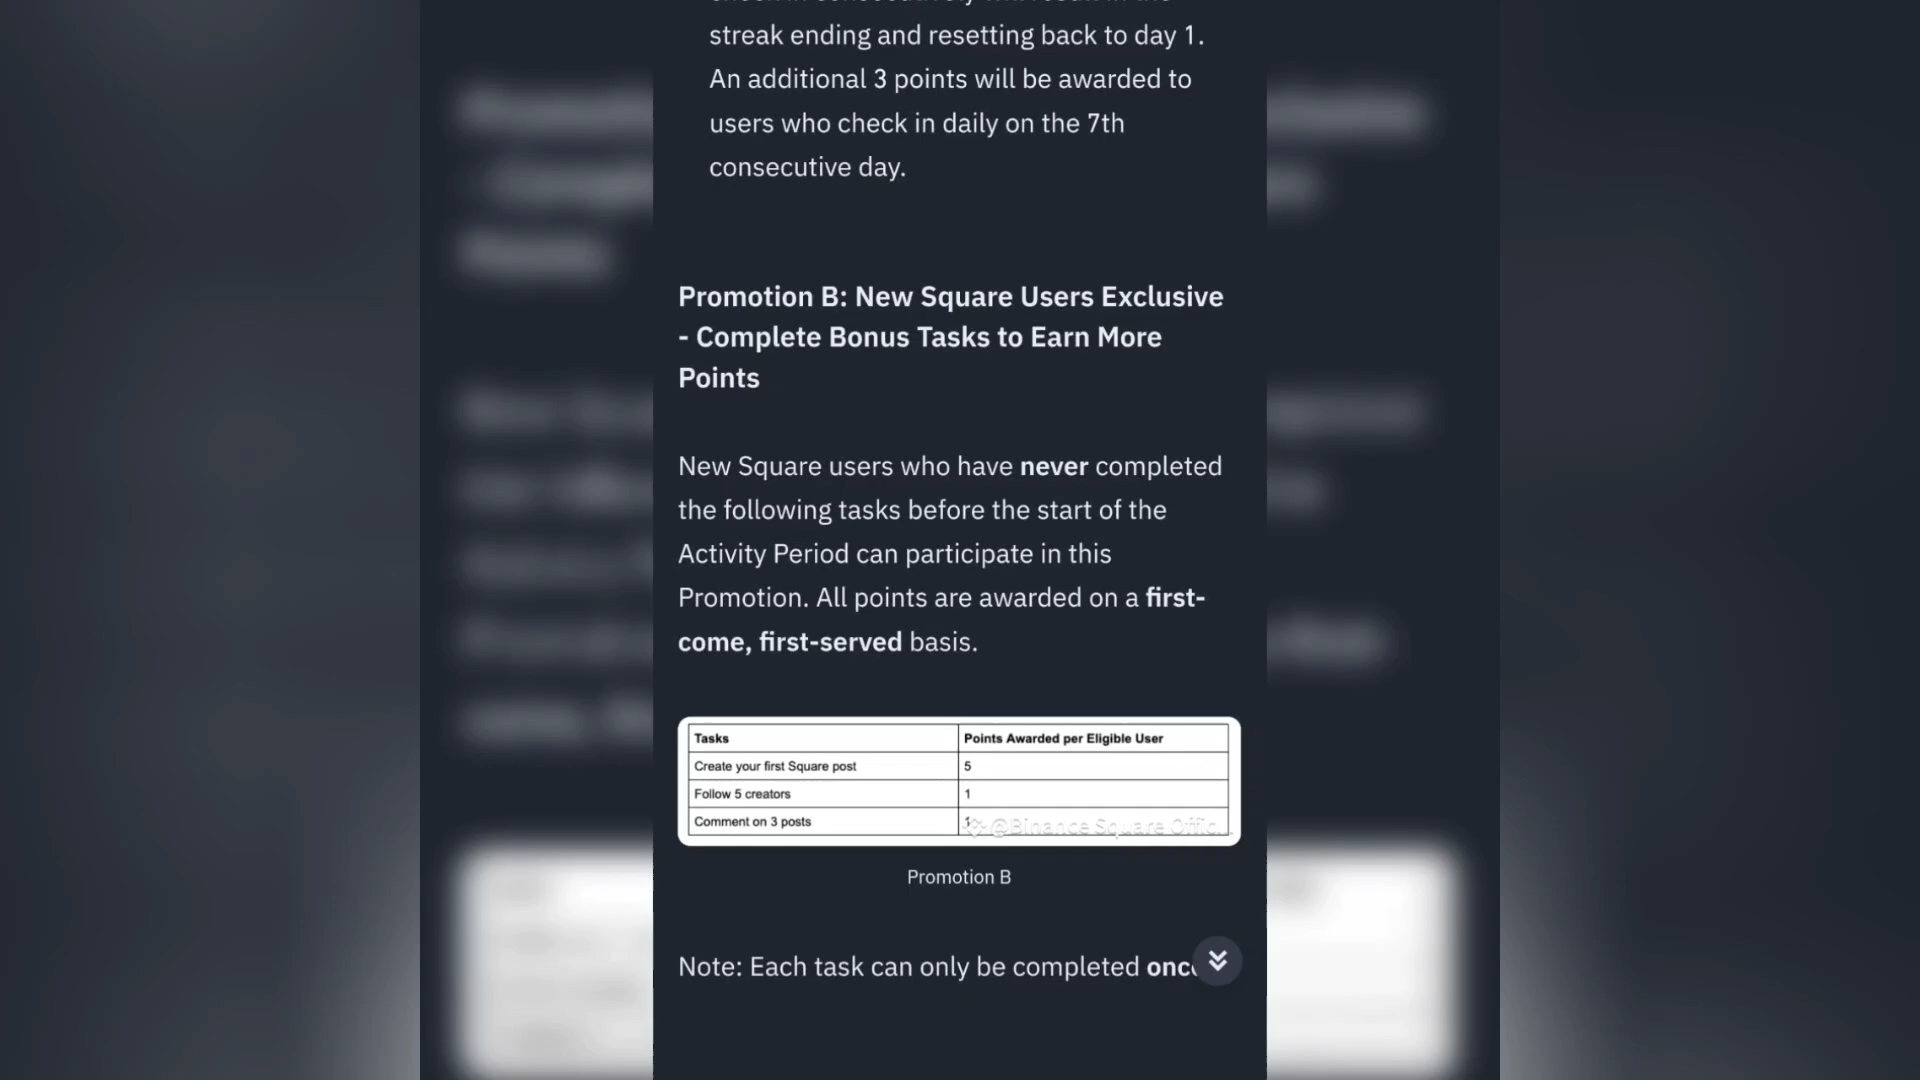 streak ending and resetting back to day 1.
An additional 3 points will be awarded to
users who check in daily on the 7th
consecutive day.
Promotion B: New Square Users Exclusive
- Complete Bonus Tasks to Earn More
Points
New Square users who have never completed
the following tasks before the start of the
Activity Period can participate in this
Promotion. All points are awarded on a first-
come, first-served basis.
Tasks Points Awarded per Eligible User
Create your first Square post 5
Follow 5 creators 1
Comment on 3 posts 1
@Binance Square Offic...
Promotion B
Note: Each task can only be completed